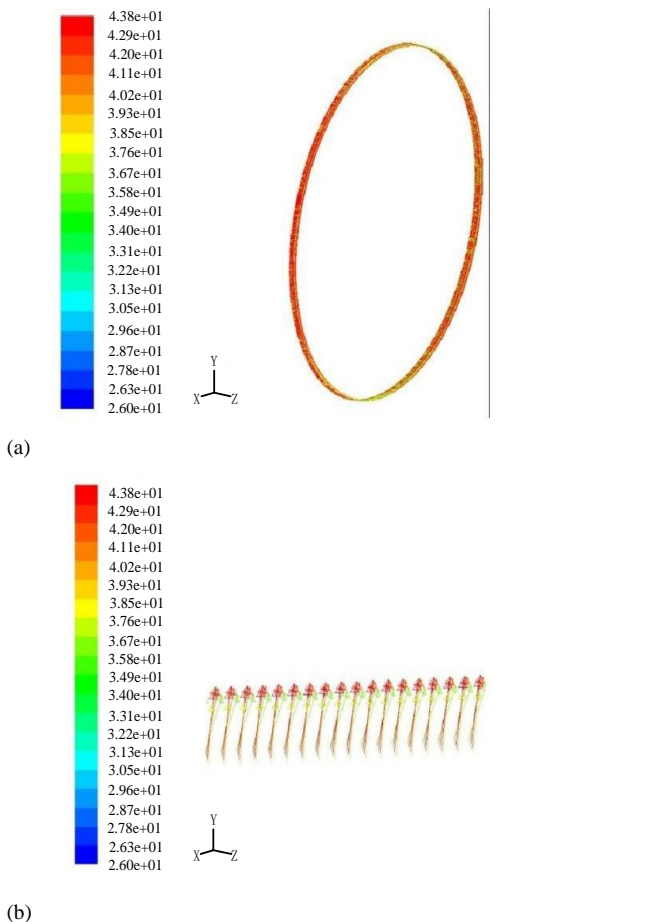 4.38e+01
4.29e+01
4.20e+01
4.11e+01
4.02e+01
3.93e+01
3.85e+01
3.76e+01
3.67e+01
3.58e+01
3.49e+01
3.40e+01
3.31e+01
3.22e+01
3.13e+01
3.05e+01
2.96e+01
2.87e+01
2.78e+01
2.63e+01
2.60e+01
Y
X Z
(a)
4.38e+01
4.29e+01
4.20e+01
4.11e+01
4.02e+01
3.93e+01
3.85e+01
3.76e+01
3.67e+01
3.58e+01
3.49e+01
3.40e+01
3.31e+01
3.22e+01
3.13e+01
3.05e+01
2.96e+01
2.87e+01
2.78e+01
2.63e+01
2.60e+01
Y
X Z
(b)